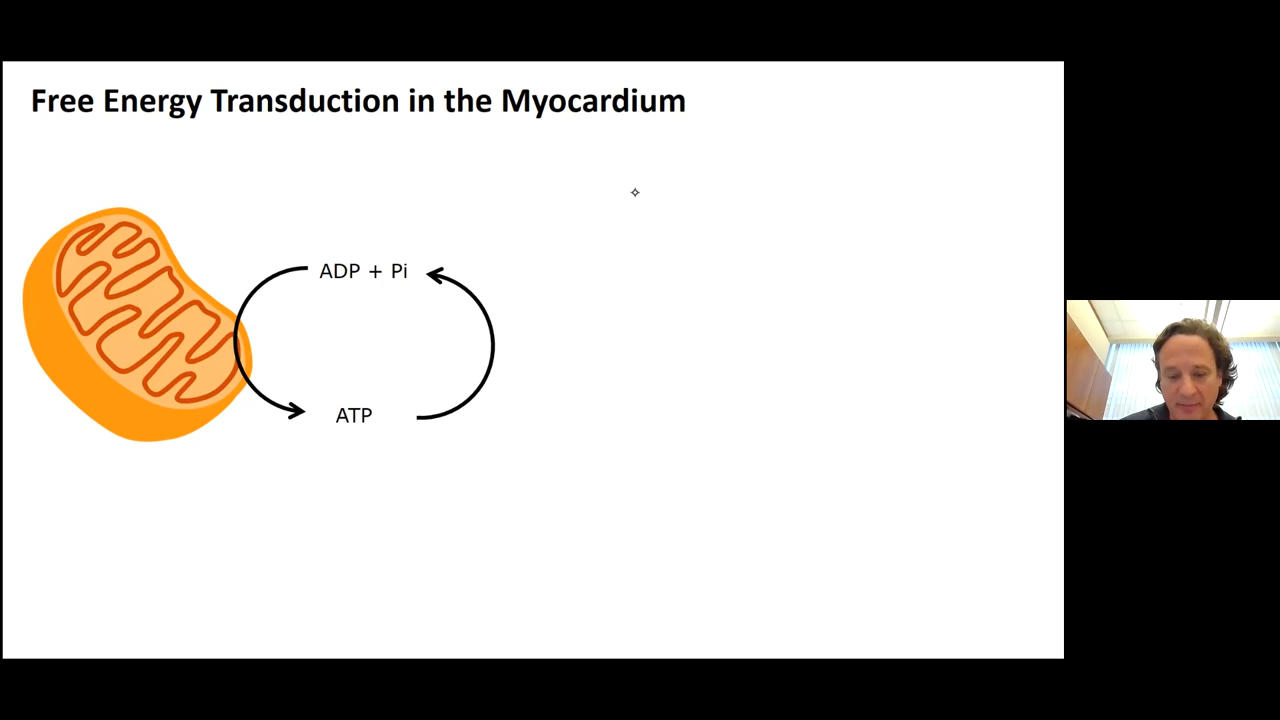 Free Energy Transduction in the Myocardium
ADP + Pi
ATP